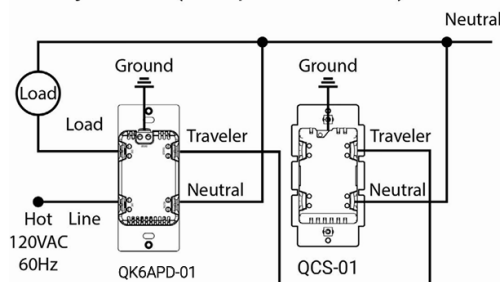 Neutral
Ground
Ground
Load
Load
Traveler
Traveler
Neutral
Neutral
Hot
Line
120VAC
60Hz
QK6APD-01
QCS-01